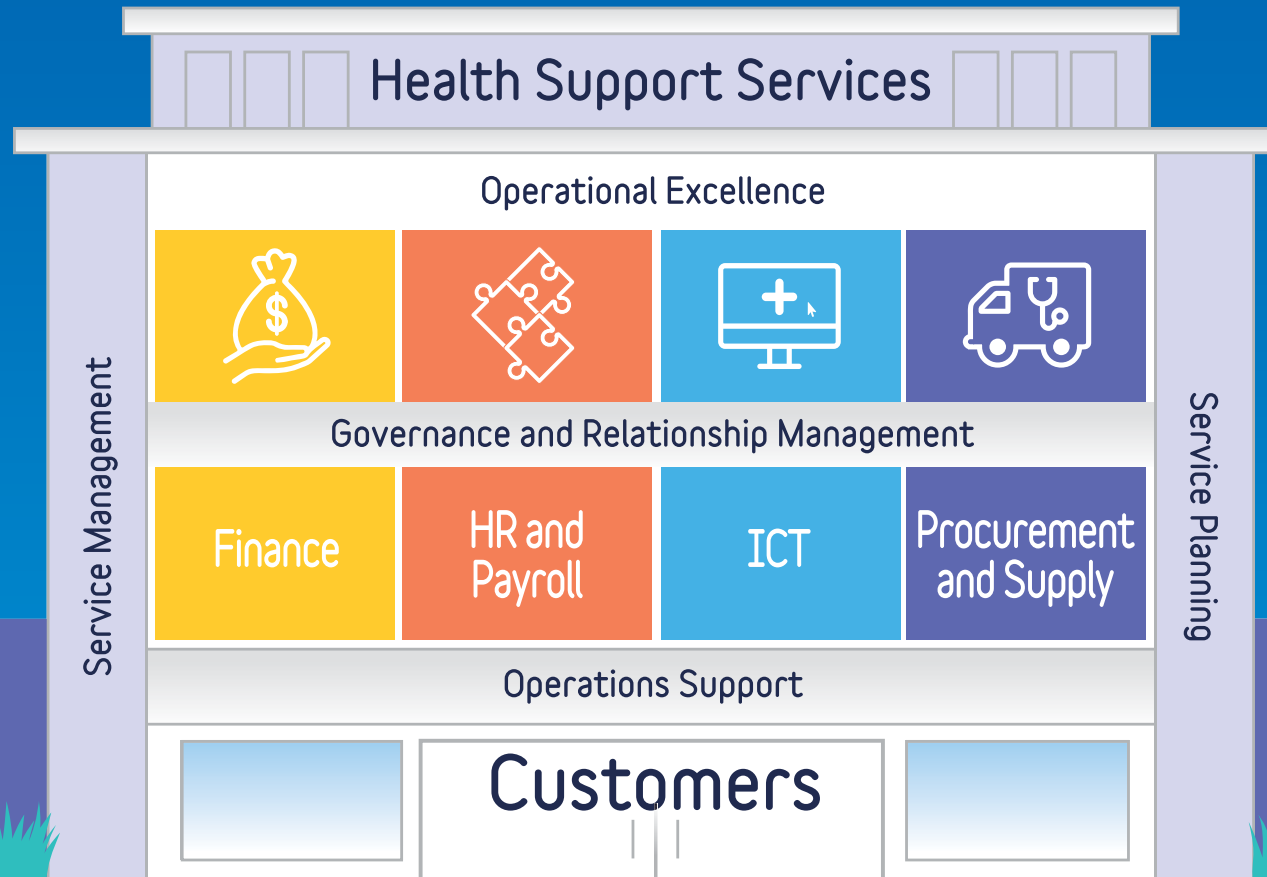 Health Support Services
Operational Excellence
$
Governance and Relationship Management
Service Management
Service Planning
Finance
HR and
Payroll
ICT
Procurement
and Supply
Operations Support
Customers